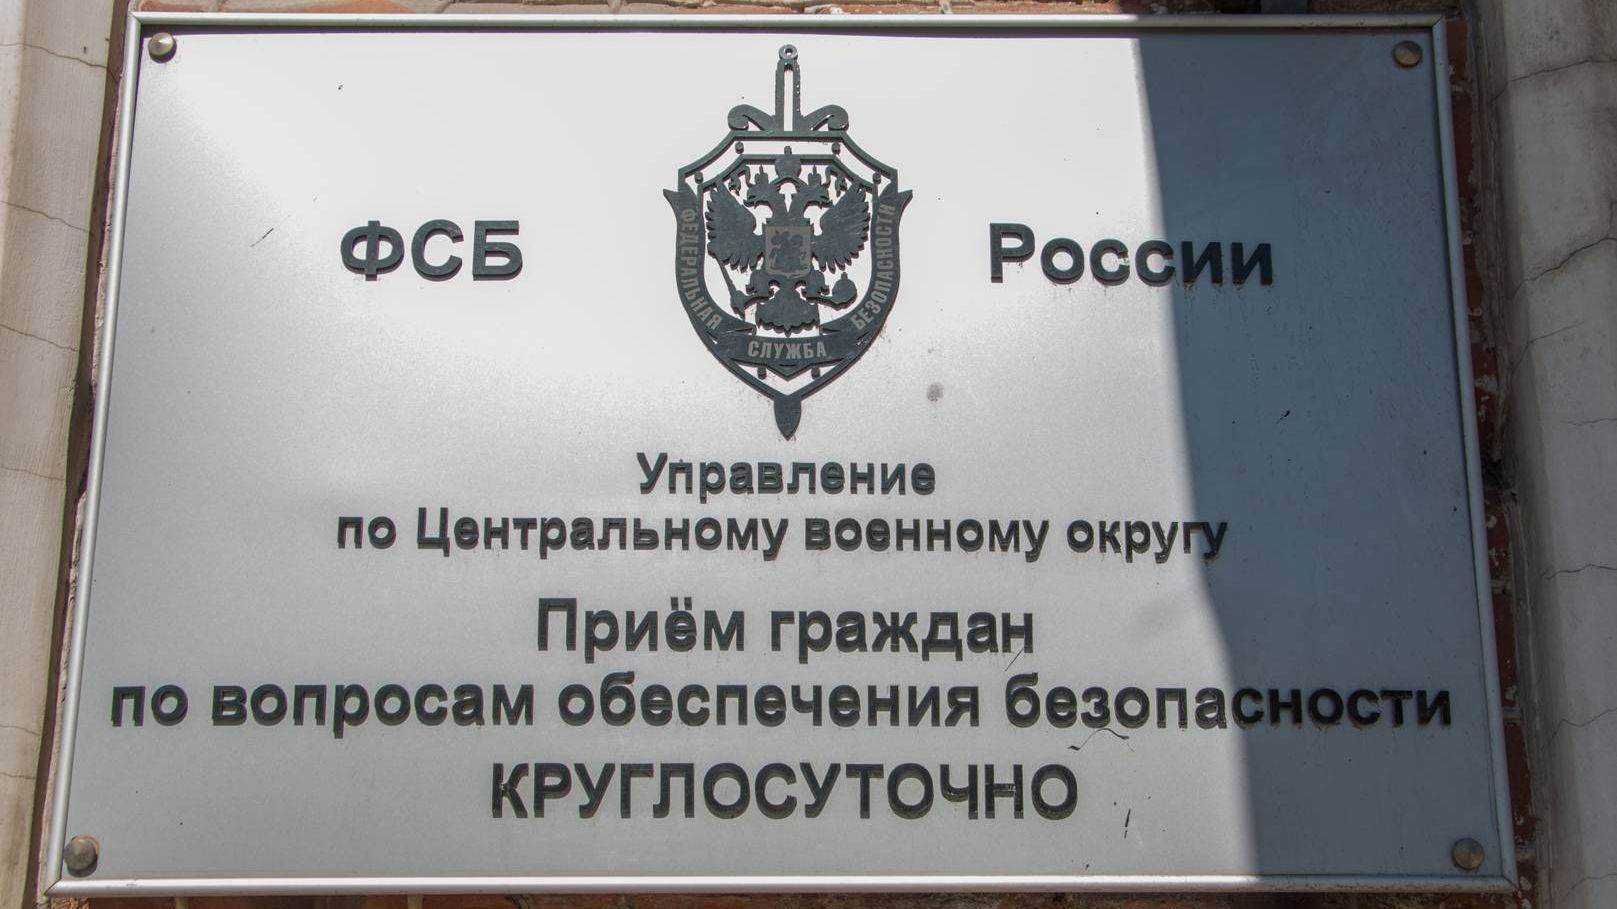 ФСБ России
ФЕДЕРАЛЬНАЯ СЛУЖБА БЕЗОПАСНОСТИ
Управление
по Центральному военному округу
Приём граждан
по вопросам обеспечения безопасности
КРУГЛОСУТОЧНО